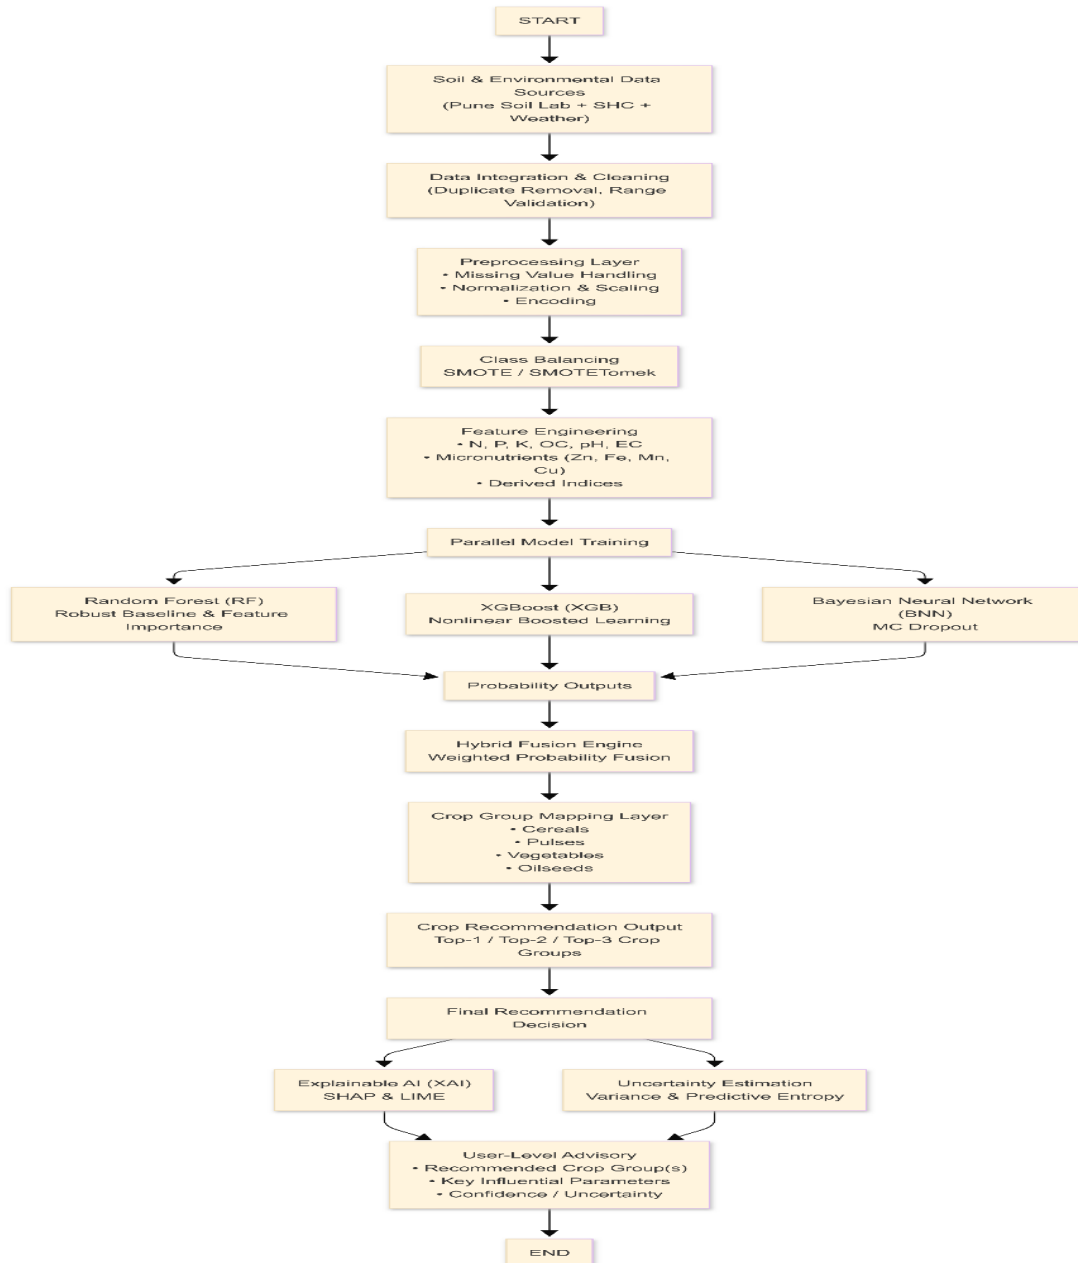 START
Soil & Environmental Data
Sources
(Pune Soil Lab + SHC +
Weather)
Data Integration & Cleaning
(Duplicate Removal, Range
Validation)
Preprocessing Layer
• Missing Value Handling
• Normalization & Scaling
• Encoding
Class Balancing
SMOTE / SMOTETomek
Feature Engineering
• N, P, K, OC, pH, EC
• Micronutrients (Zn, Fe, Mn,
Cu)
• Derived Indices
Parallel Model Training
Random Forest (RF)
Robust Baseline & Feature
Importance
XGBoost (XGB)
Nonlinear Boosted Learning
Bayesian Neural Network
(BNN)
MC Dropout
Probability Outputs
Hybrid Fusion Engine
Weighted Probability Fusion
Crop Group Mapping Layer
• Cereals
• Pulses
• Vegetables
• Oilseeds
Crop Recommendation Output
Top-1 / Top-2 / Top-3 Crop
Groups
Final Recommendation
Decision
Explainable AI (XAI)
SHAP & LIME
Uncertainty Estimation
Variance & Predictive Entropy
User-Level Advisory
• Recommended Crop Group(s)
• Key Influential Parameters
• Confidence / Uncertainty
END